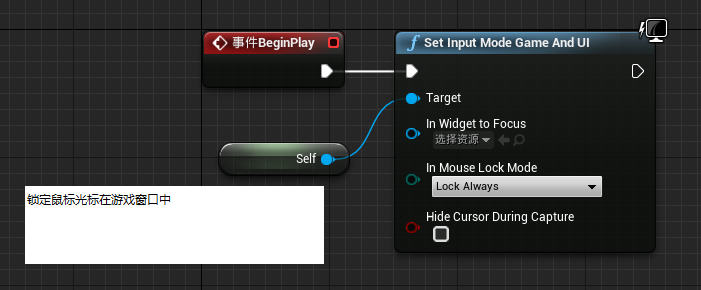 事件BeginPlay
f Set Input Mode Game And UI
Target
In Widget to Focus
选择资源
Self
In Mouse Lock Mode
Lock Always
锁定鼠标光标在游戏窗口中
Hide Cursor During Capture